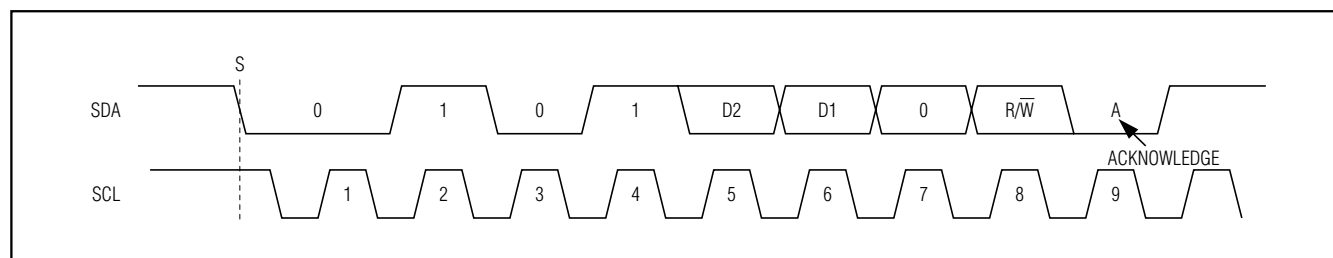 S
SDA 0 1 0 1 D2 D1 0 R/W̅ A
ACKNOWLEDGE
SCL 1 2 3 4 5 6 7 8 9